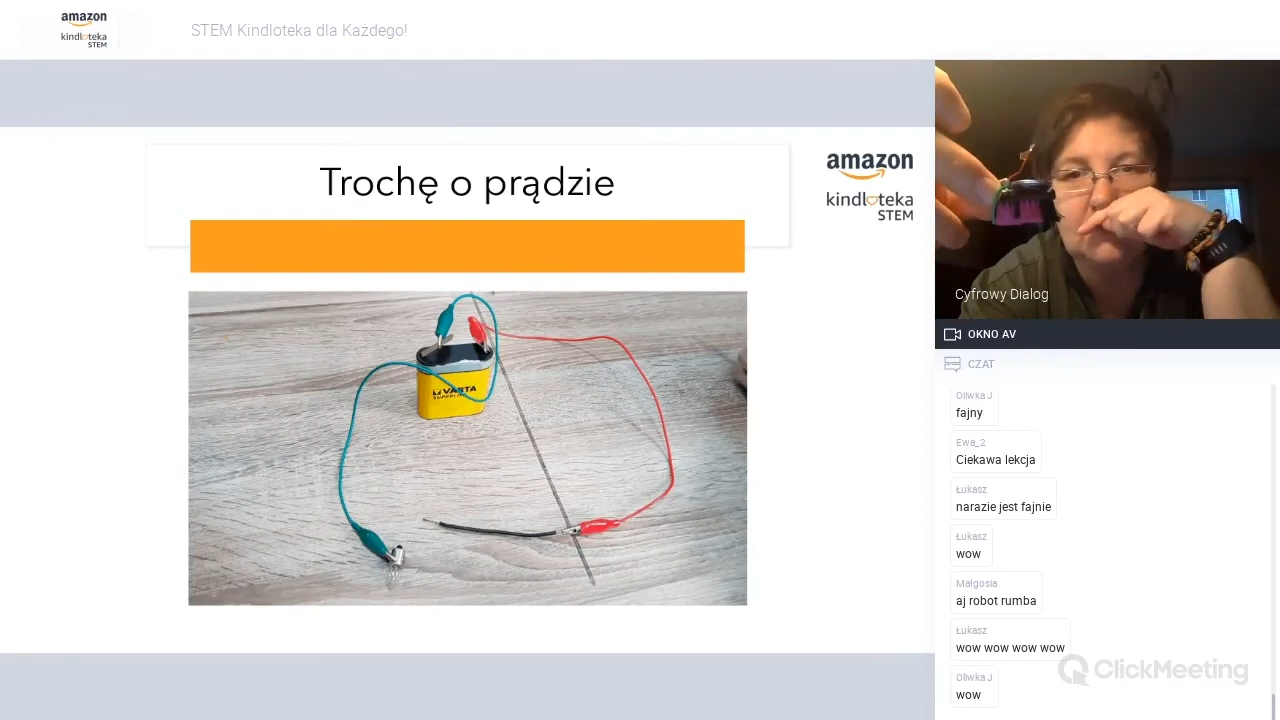 amazon
kindloteka
STEM
STEM Kindloteka dla Każdego!
Trochę o prądzie
amazon
kindloteka
STEM
VARTA
SUPERLIFE
Cyfrowy Dialog
OKNO AV
CZAT
Oliwka J
fajny
Ewa_2
Ciekawa lekcja
Łukasz
narazie jest fajnie
Łukasz
wow
Małgosia
aj robot rumba
Łukasz
wow wow wow wow
Oliwka J
wow
ClickMeeting